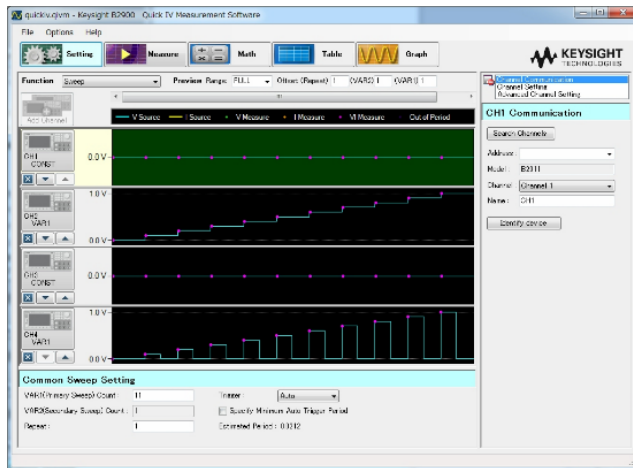 quickiv.qivm - Keysight B2900 Quick IV Measurement Software
File Options Help
Setting Measure Math Table Graph
KEYSIGHT
TECHNOLOGIES
Function Sweep Preview Range: FULL Offset (Repeat) 1 (VAR2) 1 (VAR1) 1
Channel Communication
Channel Setting
Advanced Channel Setting
Add Channel
V Source I Source V Measure I Measure VI Measure Out of Period
CH1 Communication
Search Channels
Address:
Model: B2911
Channel: Channel 1
Name: CH1
Identify device
CH1
CONST
0.0 V
1.0 V
VAR1
0.0 V
CONST
0.0 V
1.0 V
CH4
VAR1
0.0 V
Common Sweep Setting
VAR1(Primary Sweep) Count: 11 Trigger: Auto
VAR2(Secondary Sweep) Count: 1 Specify Minimum Auto Trigger Period
Repeat: 1 Estimated Period: